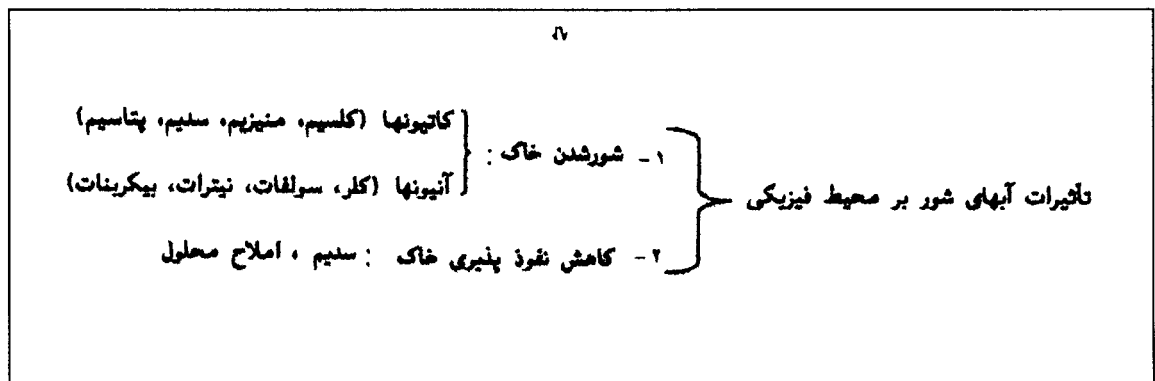 تأثیرات آبهای شور بر محیط فیزیکی
۱- شورشدن خاک :
کاتیونها (کلسیم، منیزیم، سدیم، پتاسیم)
آنیونها (کلر، سولفات، نیترات، بیکربنات)
۲- کاهش نفوذ پذیری خاک : سدیم ، املاح محلول